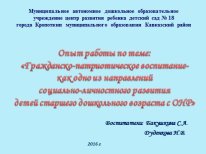 Муниципальное автономное дошкольное образовательное
учреждение центр развития ребенка детский сад № 18
города Кропоткин муниципального образования Кавказский район
Опыт работы по теме:
«Гражданско-патриотическое воспитание-
как одно из направлений
социально-личностного развития
детей старшего дошкольного возраста с ОНР»
Воспитатели: Бакушкова С.А.
Дудникова Н.В.
2016 г